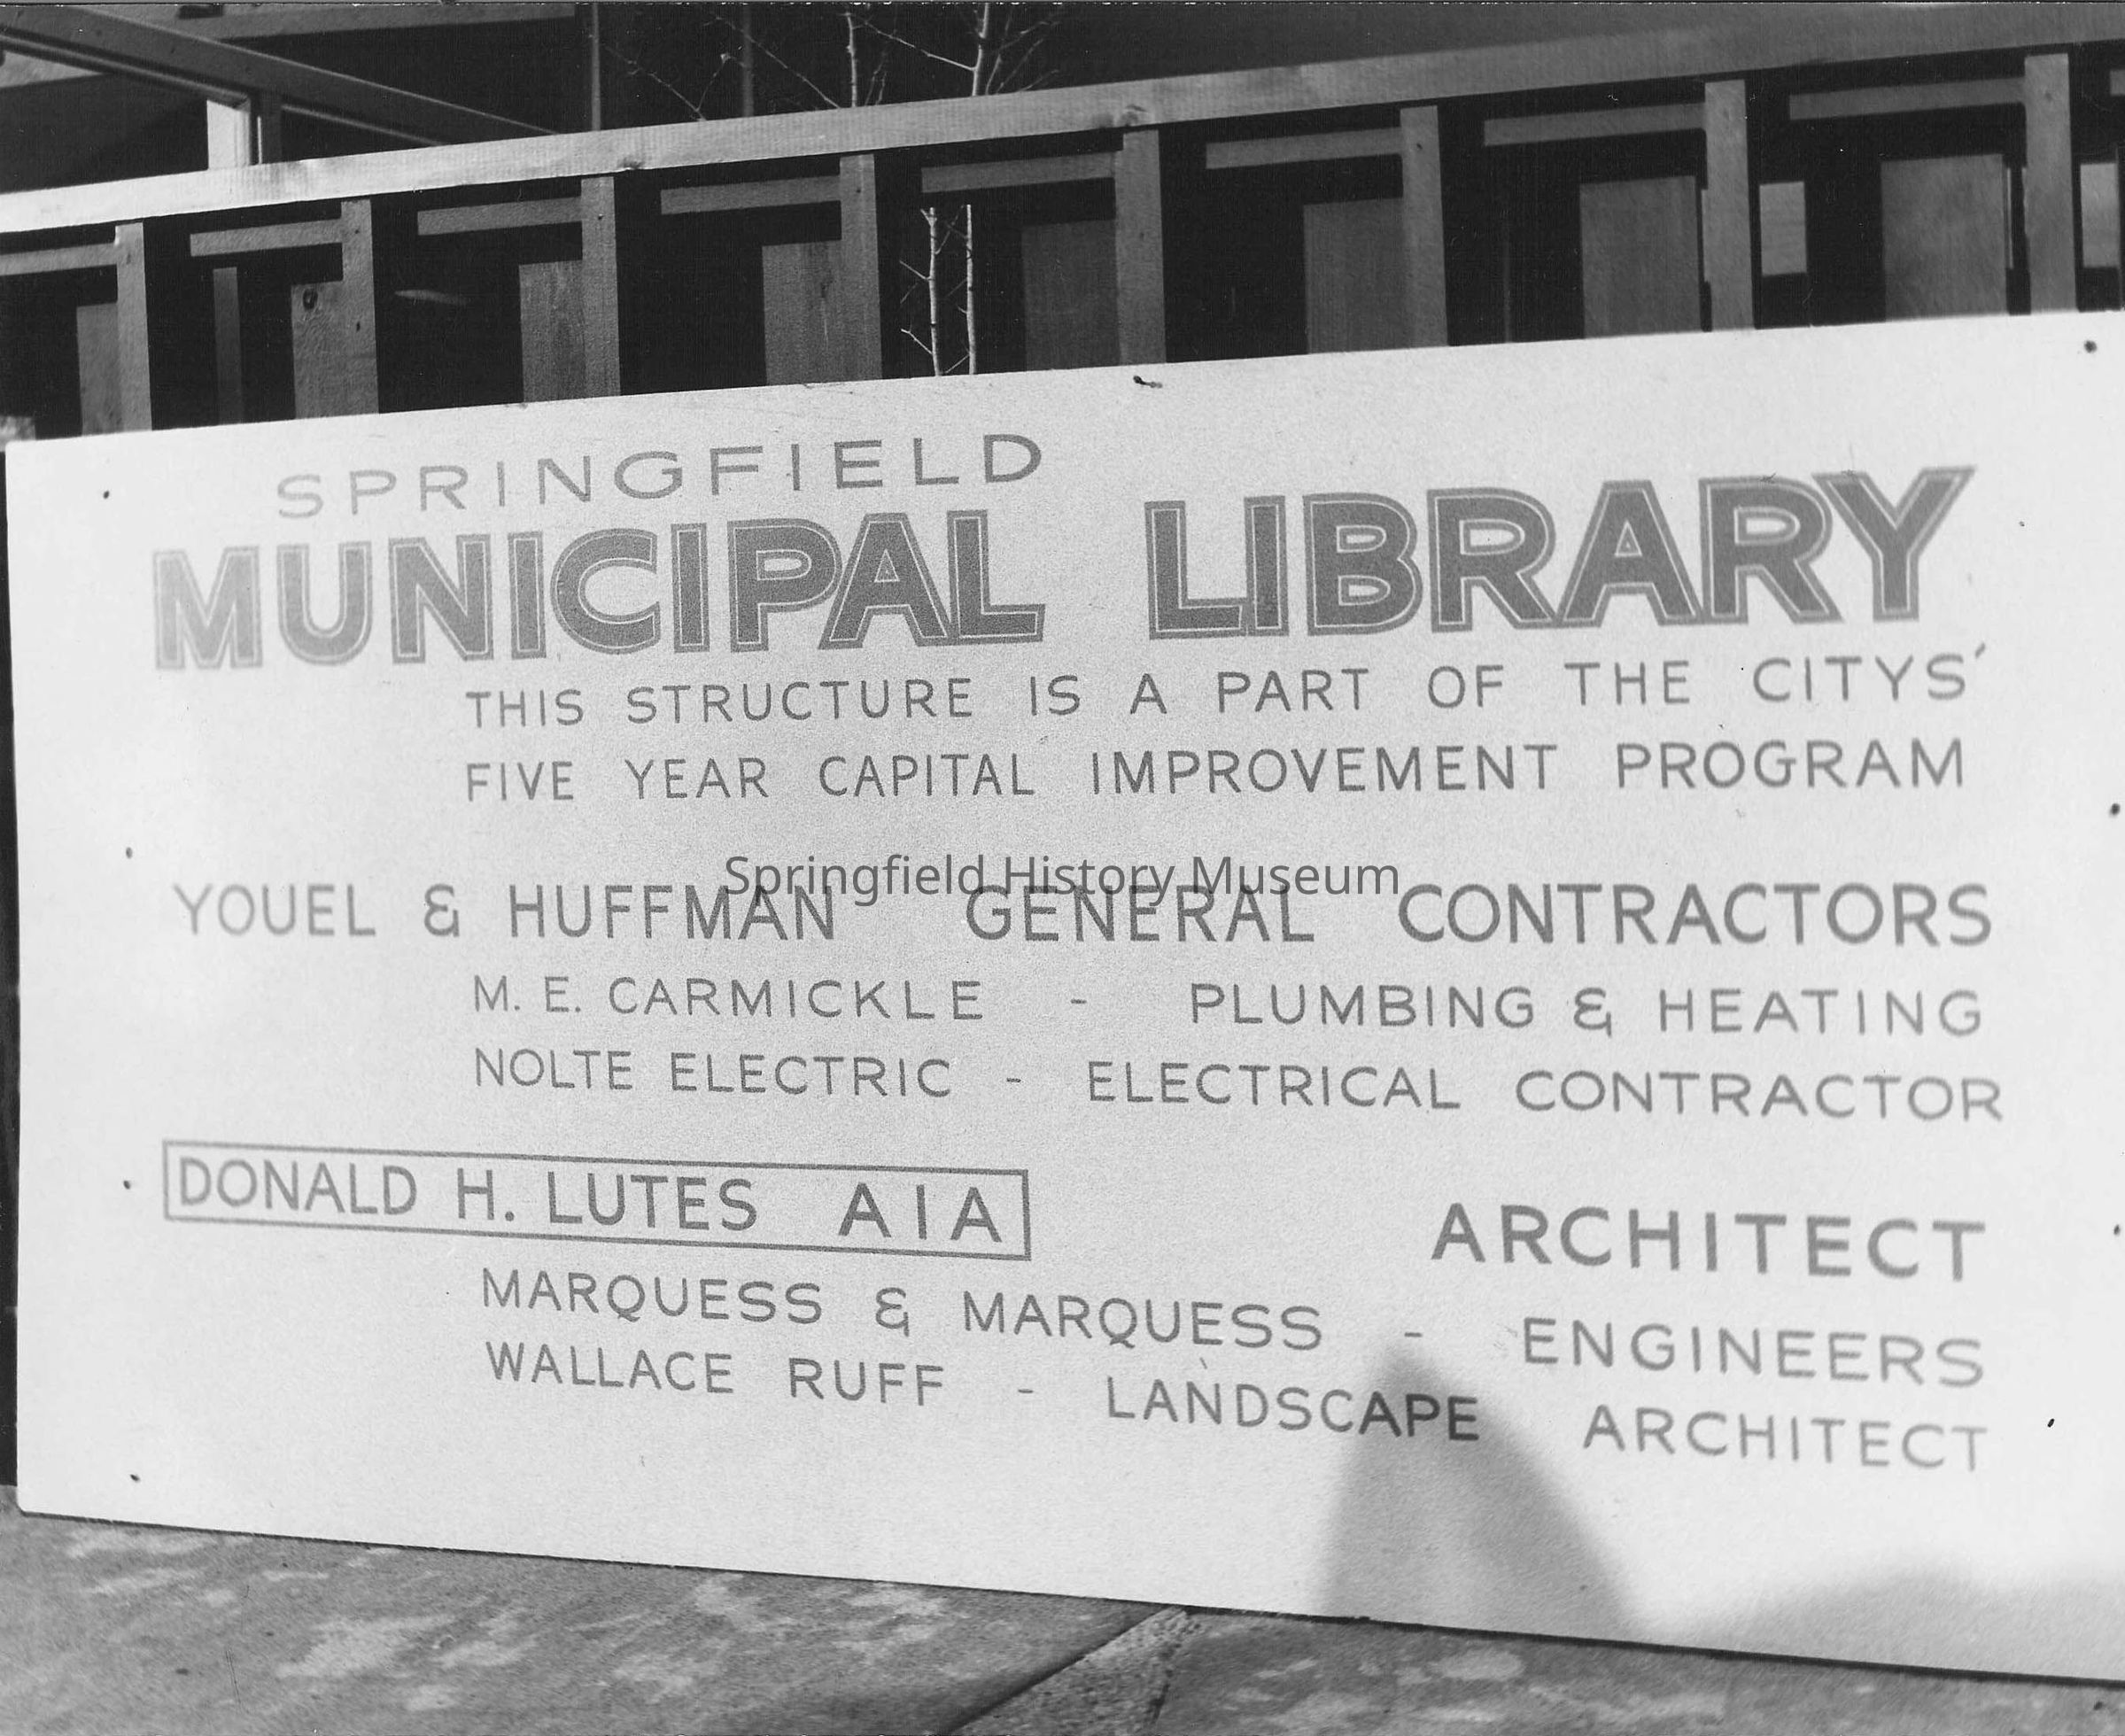 SPRINGFIELD
MUNICIPAL LIBRARY
THIS STRUCTURE IS A PART OF THE CITYS'
FIVE YEAR CAPITAL IMPROVEMENT PROGRAM
Springfield History Museum
YOUEL & HUFFMAN GENERAL CONTRACTORS
M. E. CARMICKLE - PLUMBING & HEATING
NOLTE ELECTRIC - ELECTRICAL CONTRACTOR
DONALD H. LUTES AIA ARCHITECT
MARQUESS & MARQUESS - ENGINEERS
WALLACE RUFF - LANDSCAPE ARCHITECT